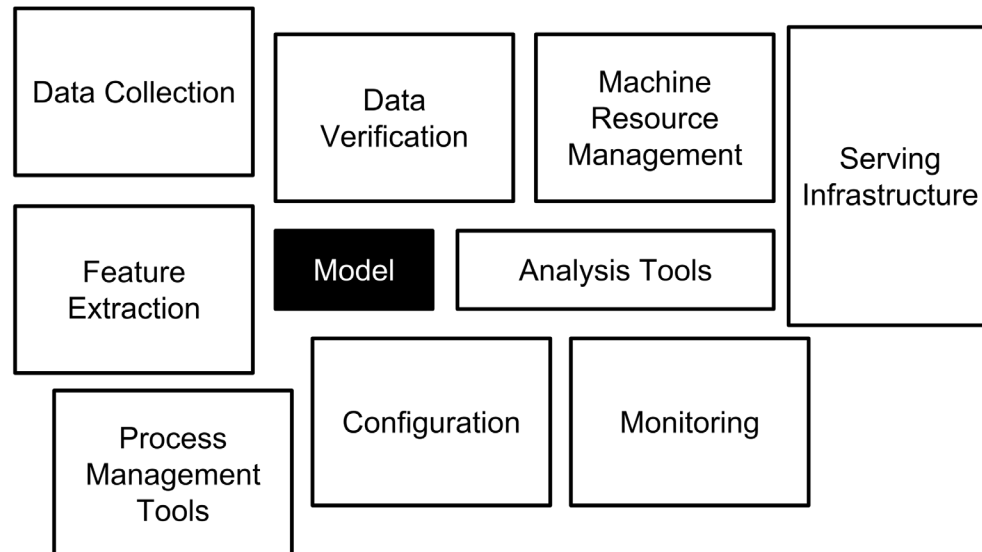 Data Collection
Data
Verification
Machine
Resource
Management
Serving
Infrastructure
Feature
Extraction
Model
Analysis Tools
Process
Management
Tools
Configuration
Monitoring